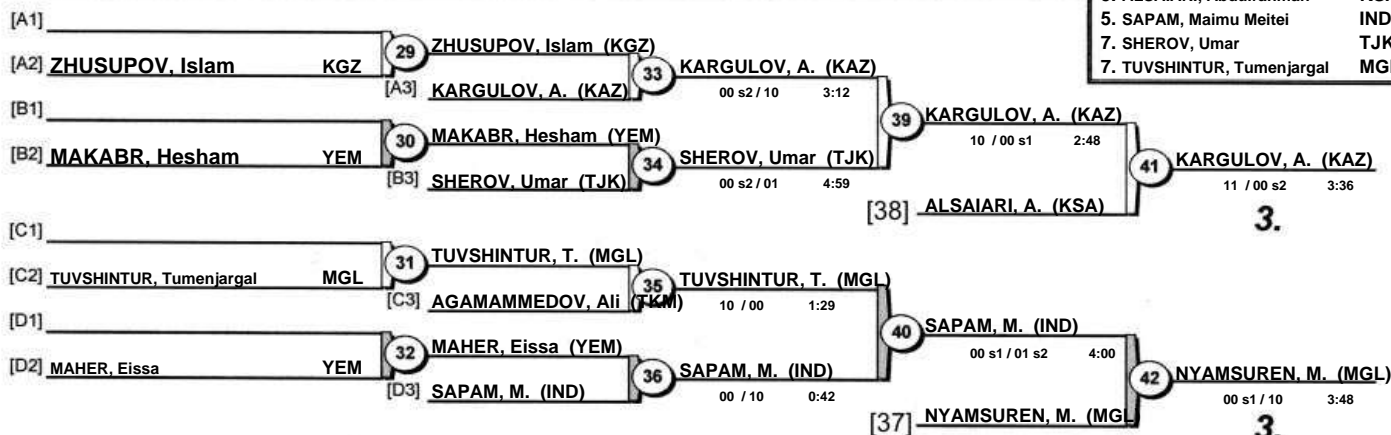 5. SAPAM, Maimu Meitei IND
7. SHEROV, Umar TJK
7. TUVSHINTUR, Tumenjargal MGL
[A1]
[A2] ZHUSUPOV, Islam KGZ
29
ZHUSUPOV, Islam (KGZ)
[A3] KARGULOV, A. (KAZ)
33
KARGULOV, A. (KAZ)
00 s2 / 10 3:12
[B1]
[B2] MAKABR, Hesham YEM
30
MAKABR, Hesham (YEM)
[B3] SHEROV, Umar (TJK)
34
SHEROV, Umar (TJK)
00 s2 / 01 4:59
39
KARGULOV, A. (KAZ)
10 / 00 s1 2:48
[38] ALSAIARI, A. (KSA)
41
KARGULOV, A. (KAZ)
11 / 00 s2 3:36
3.
[C1]
[C2] TUVSHINTUR, Tumenjargal MGL
31
TUVSHINTUR, T. (MGL)
[C3] AGAMAMMEDOV, Ali (TKM)
35
TUVSHINTUR, T. (MGL)
10 / 00 1:29
[D1]
[D2] MAHER, Eissa YEM
32
MAHER, Eissa (YEM)
[D3] SAPAM, M. (IND)
36
SAPAM, M. (IND)
00 / 10 0:42
40
SAPAM, M. (IND)
00 s1 / 01 s2 4:00
[37] NYAMSUREN, M. (MGL)
42
NYAMSUREN, M. (MGL)
00 s1 / 10 3:48
3.